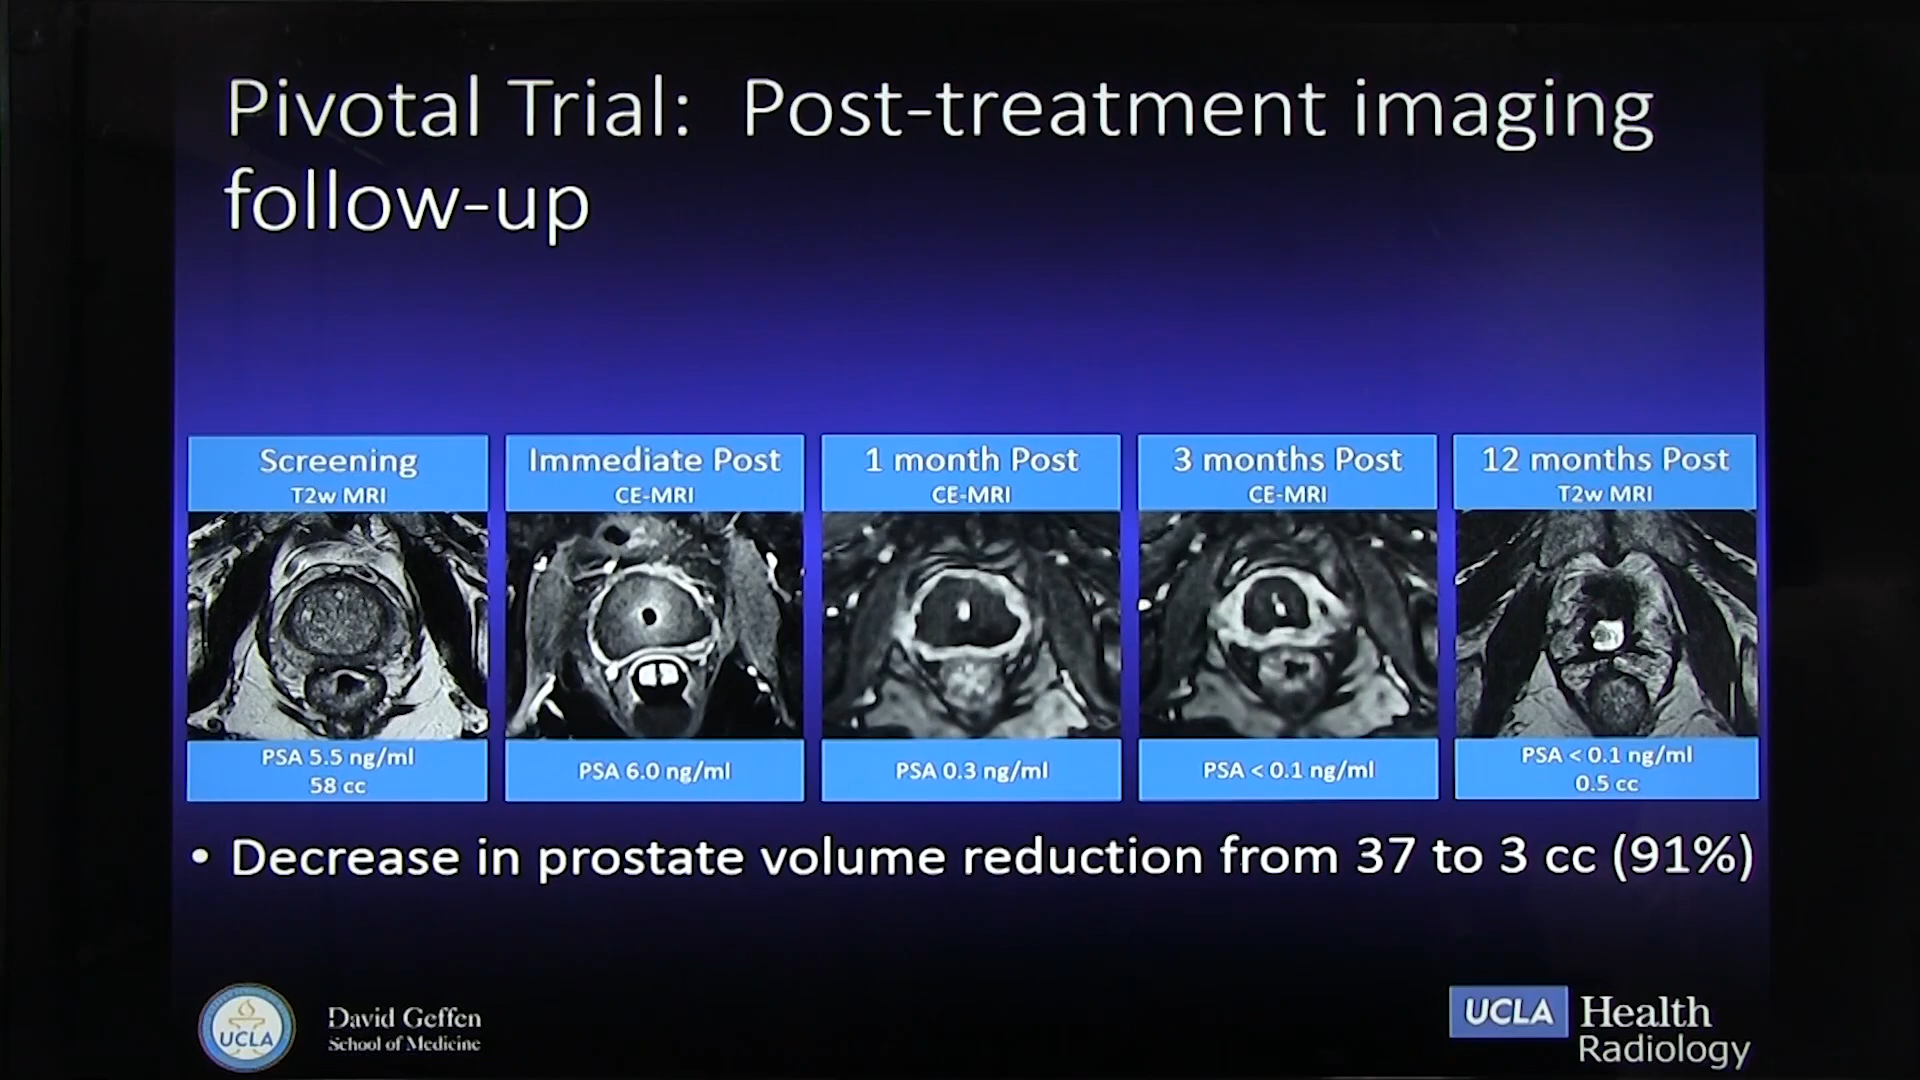 Pivotal Trial: Post-treatment imaging
follow-up
Screening
T2w MRI
Immediate Post
CE-MRI
1 month Post
CE-MRI
3 months Post
CE-MRI
12 months Post
T2w MRI
PSA 5.5 ng/ml
58 cc
PSA 6.0 ng/ml
PSA 0.3 ng/ml
PSA < 0.1 ng/ml
PSA < 0.1 ng/ml
0.5 cc
• Decrease in prostate volume reduction from 37 to 3 cc (91%)
UCLA
David Geffen
School of Medicine
UCLA Health
Radiology